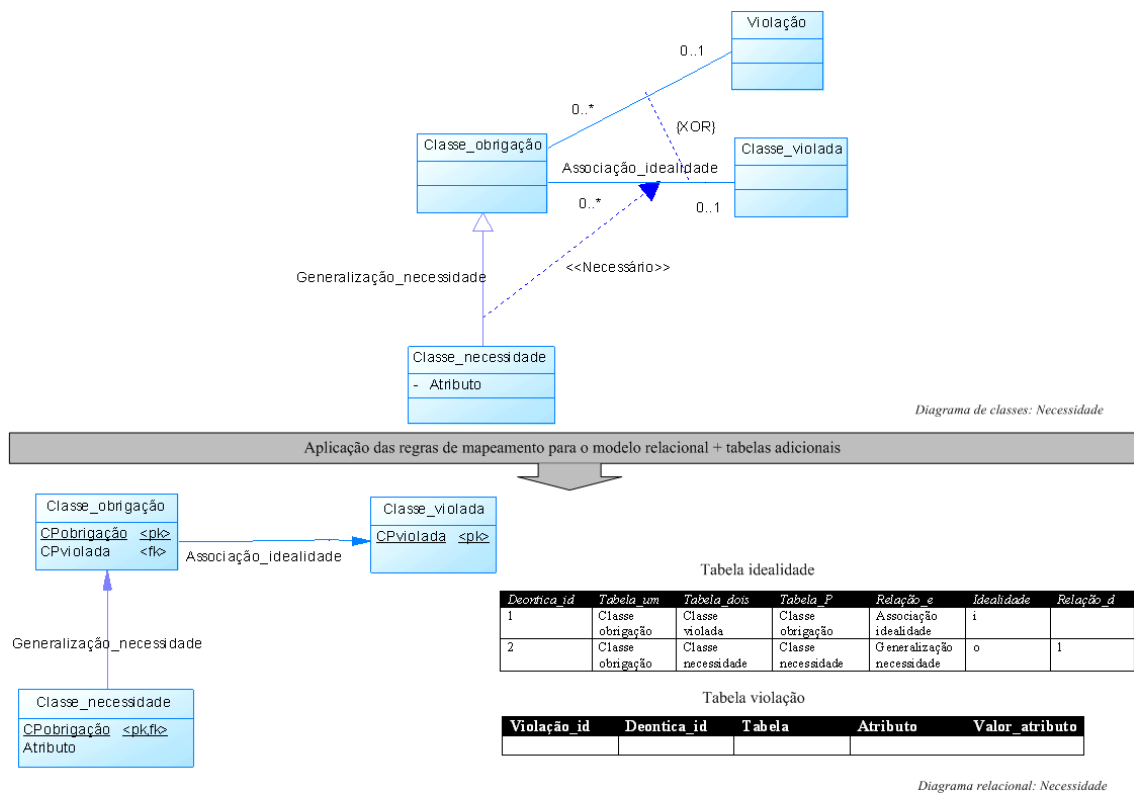 Violação
0..1
0..*
{XOR}
Classe_obrigação
Classe_violada
Associação_idealidade
0..*
0..1
Generalização_necessidade
<<Necessário>>
Classe_necessidade
- Atributo
Diagrama de classes: Necessidade
Aplicação das regras de mapeamento para o modelo relacional + tabelas adicionais
Classe_obrigação
CPobrigação <pk>
CPviolada <fk>
Associação_idealidade
Classe_violada
CPviolada <pk>
Generalização_necessidade
Classe_necessidade
CPobrigação <pk,fk>
Atributo
Tabela idealidade
Deontica_id Tabela_um Tabela_dois Tabela_P Relação_e Idealidade Relação_d
1 Classe Classe Classe Associação i
obrigação violada obrigação idealidade
2 Classe Classe Classe Generalização o 1
obrigação necessidade necessidade necessidade
Tabela violação
Violação_id Deontica_id Tabela Atributo Valor_atributo
Diagrama relacional: Necessidade